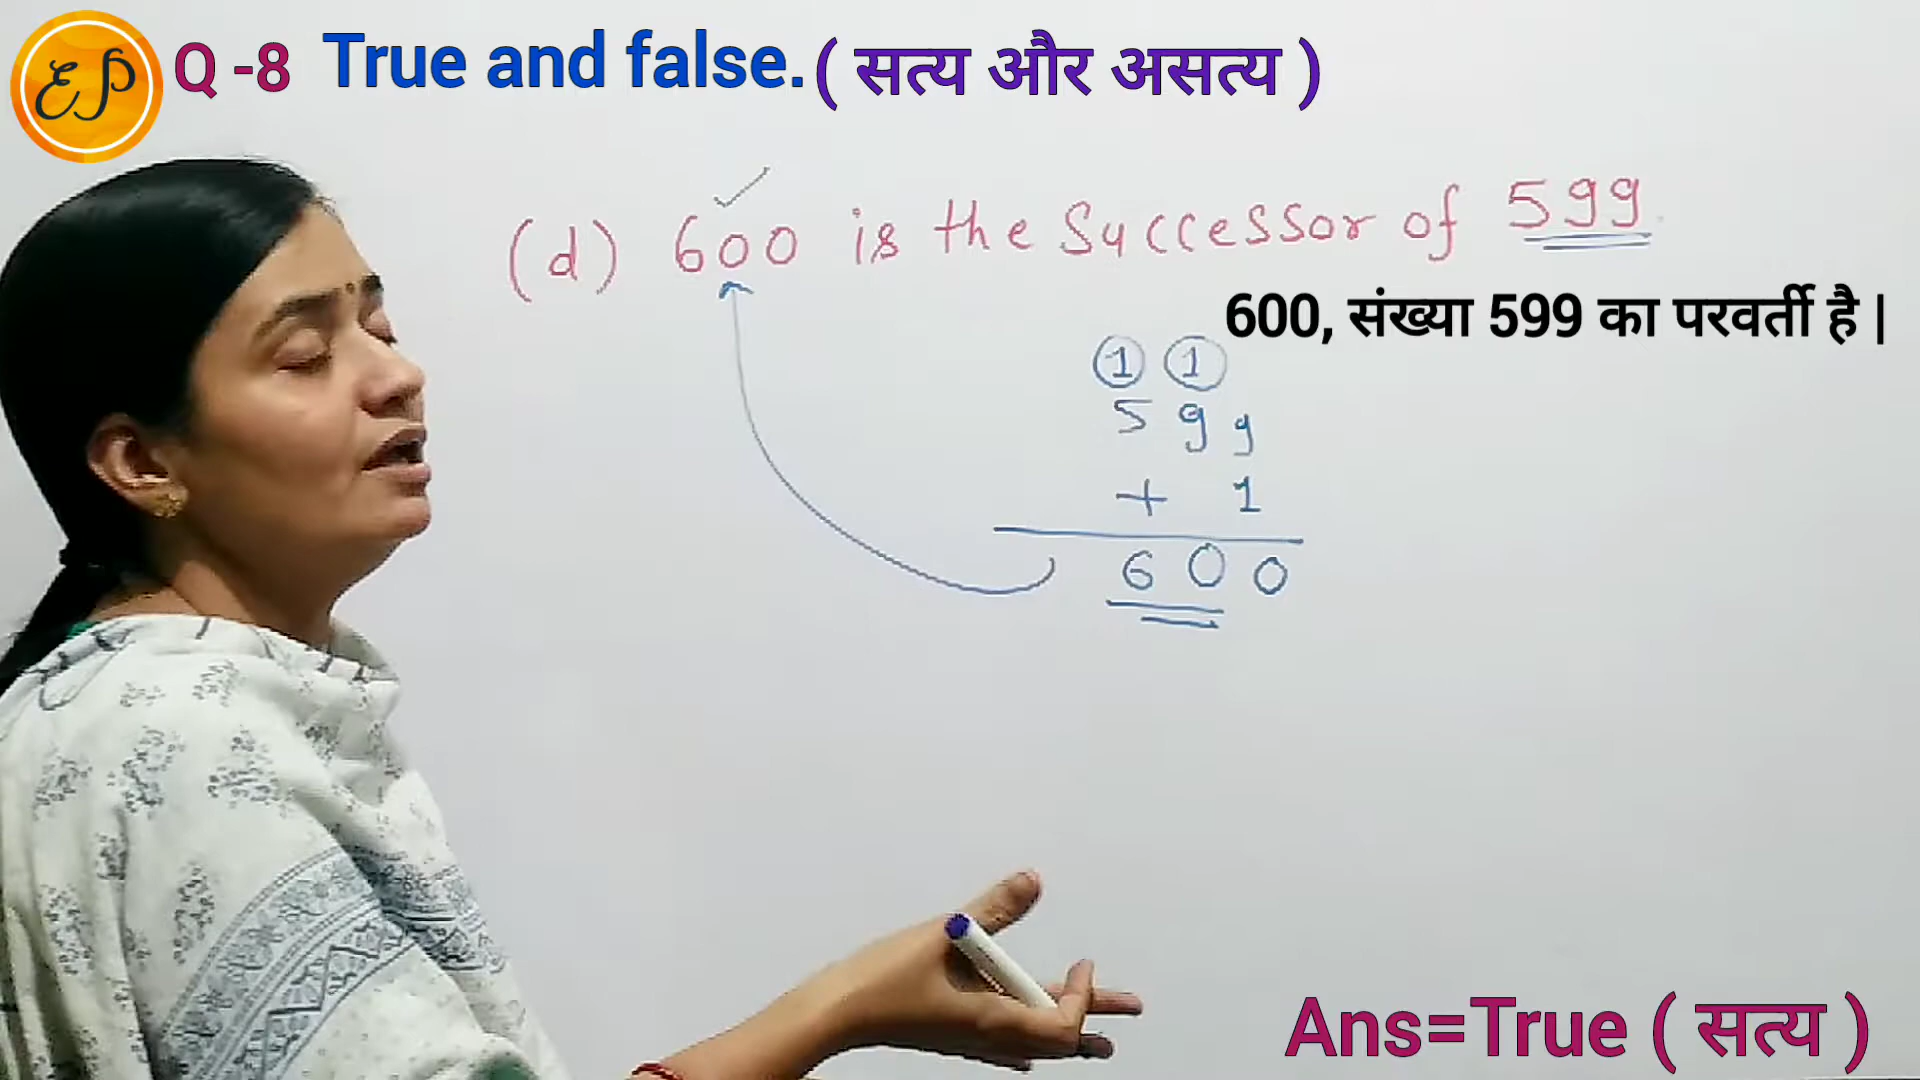 EP
Q -8 True and false. ( सत्य और असत्य )
(d) 600 is the Successor of 599.
600, संख्या 599 का परवर्ती है |
1 1
599
+ 1
600
Ans=True ( सत्य )